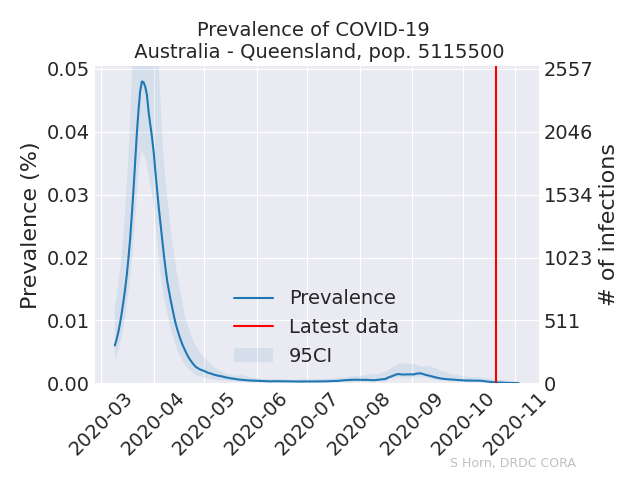 Prevalence of COVID-19
Australia - Queensland, pop. 5115500
Prevalence (%)
0.05
0.04
0.03
0.02
0.01
0.00
2557
2046
1534
1023
511
0
# of infections
Prevalence
Latest data
95CI
2020-03
2020-04
2020-05
2020-06
2020-07
2020-08
2020-09
2020-10
2020-11
S Horn, DRDC CORA